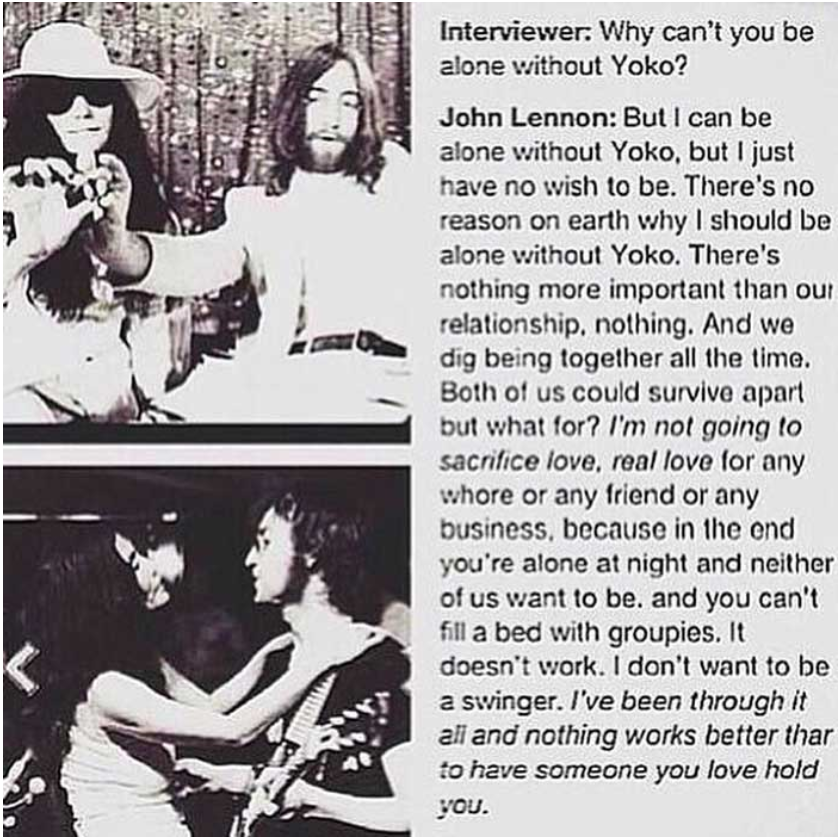 Interviewer: Why can't you be
alone without Yoko?
John Lennon: But I can be
alone without Yoko, but I just
have no wish to be. There's no
reason on earth why I should be
alone without Yoko. There's
nothing more important than our
relationship, nothing. And we
dig being together all the time.
Both of us could survive apart
but what for? I'm not going to
sacrifice love, real love for any
whore or any friend or any
business, because in the end
you're alone at night and neither
of us want to be. and you can't
fill a bed with groupies. It
doesn't work. I don't want to be
a swinger. I've been through it
all and nothing works better than
to have someone you love hold
you.